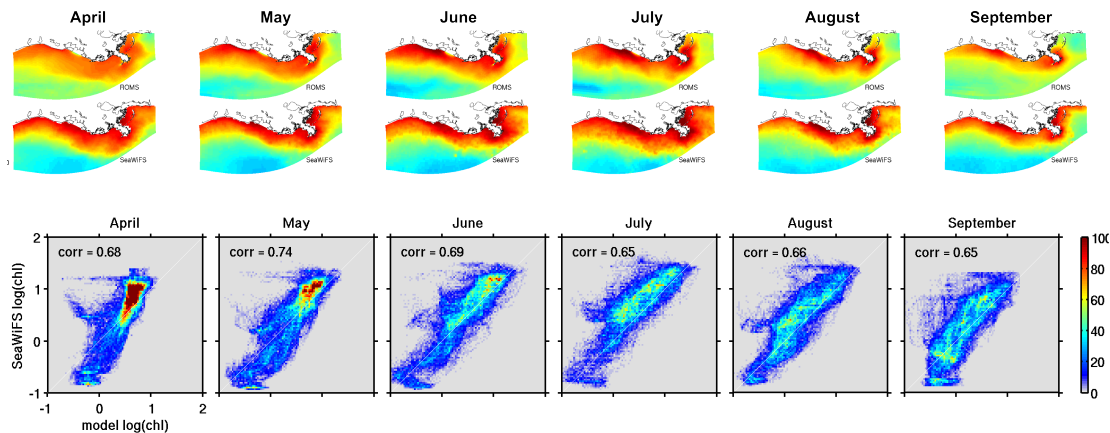 April May June July August September
ROMS ROMS ROMS ROMS ROMS ROMS
SeaWiFS SeaWiFS SeaWiFS SeaWiFS SeaWiFS SeaWiFS
April May June July August September
corr = 0.68 corr = 0.74 corr = 0.69 corr = 0.65 corr = 0.66 corr = 0.65
SeaWiFS log(chl)
2
1
0
-1
-1 0 1 2
model log(chl)
100
80
60
40
20
0